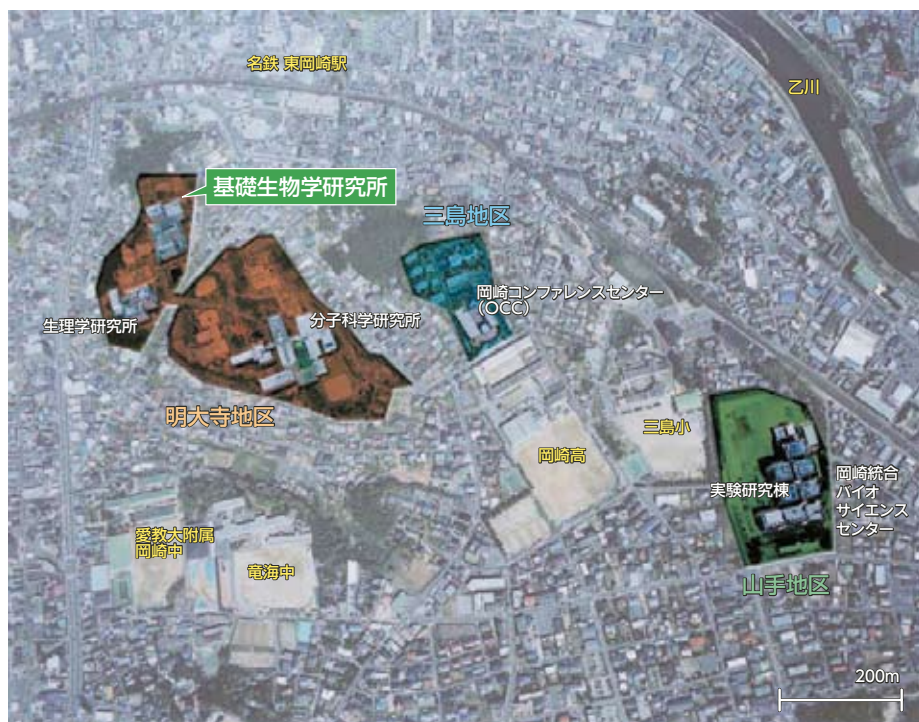 名鉄 東岡崎駅
乙川
基礎生物学研究所
三島地区
岡崎コンファレンスセンター
（OCC）
生理学研究所
分子科学研究所
明大寺地区
岡崎高
三島小
実験研究棟
岡崎統合
バイオ
サイエンス
センター
愛教大附属
岡崎中
竜海中
山手地区
200m